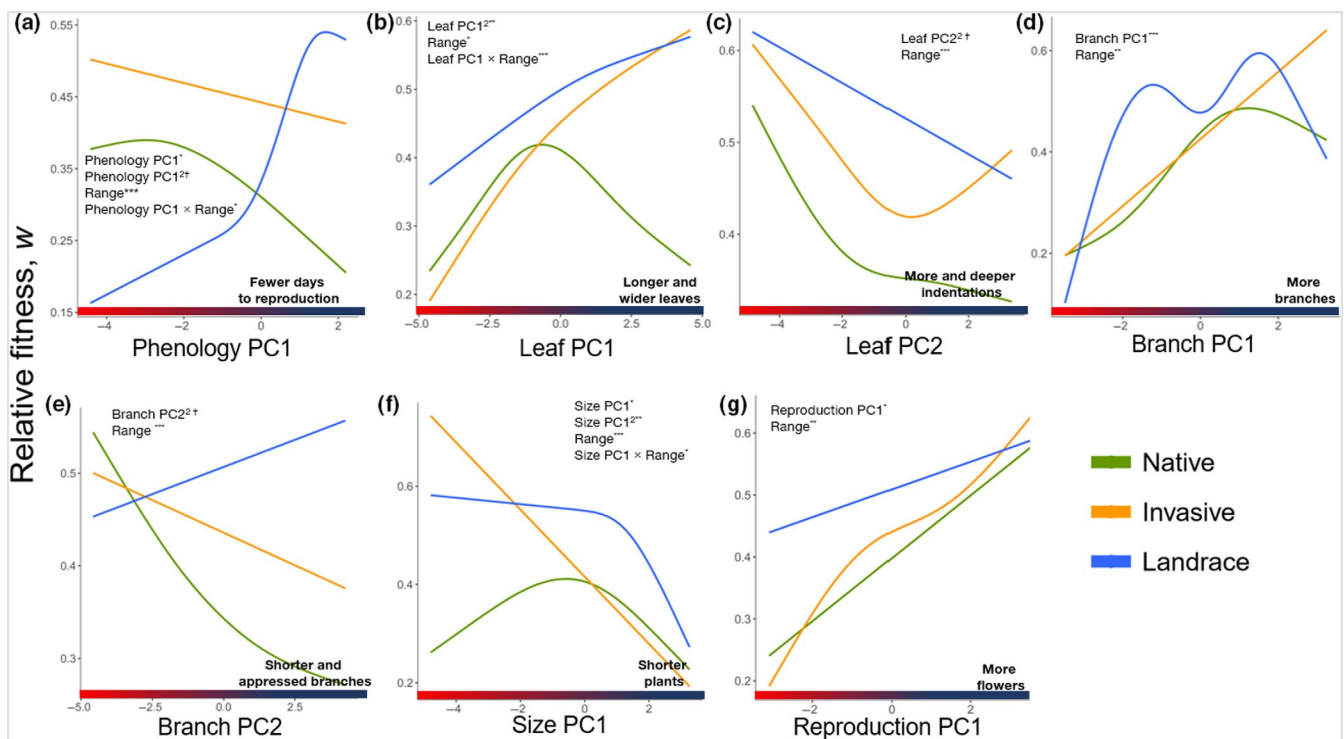 Relative fitness, w
(a)
0.55
0.45
0.35
0.25
0.15
Phenology PC1*
Phenology PC1²†
Range***
Phenology PC1 × Range*
Fewer days
to reproduction
−4 −2 0 2
Phenology PC1
(b)
0.6
0.5
0.4
0.3
0.2
Leaf PC1²**
Range*
Leaf PC1 × Range***
Longer and
wider leaves
−5.0 −2.5 0.0 2.5 5.0
Leaf PC1
(c)
0.6
0.4
Leaf PC2²†
Range***
More and deeper
indentations
−4 −2 0 2
Leaf PC2
(d)
0.6
0.4
0.2
Branch PC1***
Range**
More
branches
−2 0 2
Branch PC1
(e)
0.5
0.4
0.3
Branch PC2²†
Range ***
Shorter and
appressed branches
−5.0 −2.5 0.0 2.5
Branch PC2
(f)
0.6
0.4
0.2
Size PC1*
Size PC1²**
Range***
Size PC1 × Range*
Shorter
plants
−4 −2 0 2
Size PC1
(g)
0.6
0.5
0.4
0.3
0.2
Reproduction PC1*
Range**
More
flowers
−2 0 2
Reproduction PC1
Native
Invasive
Landrace